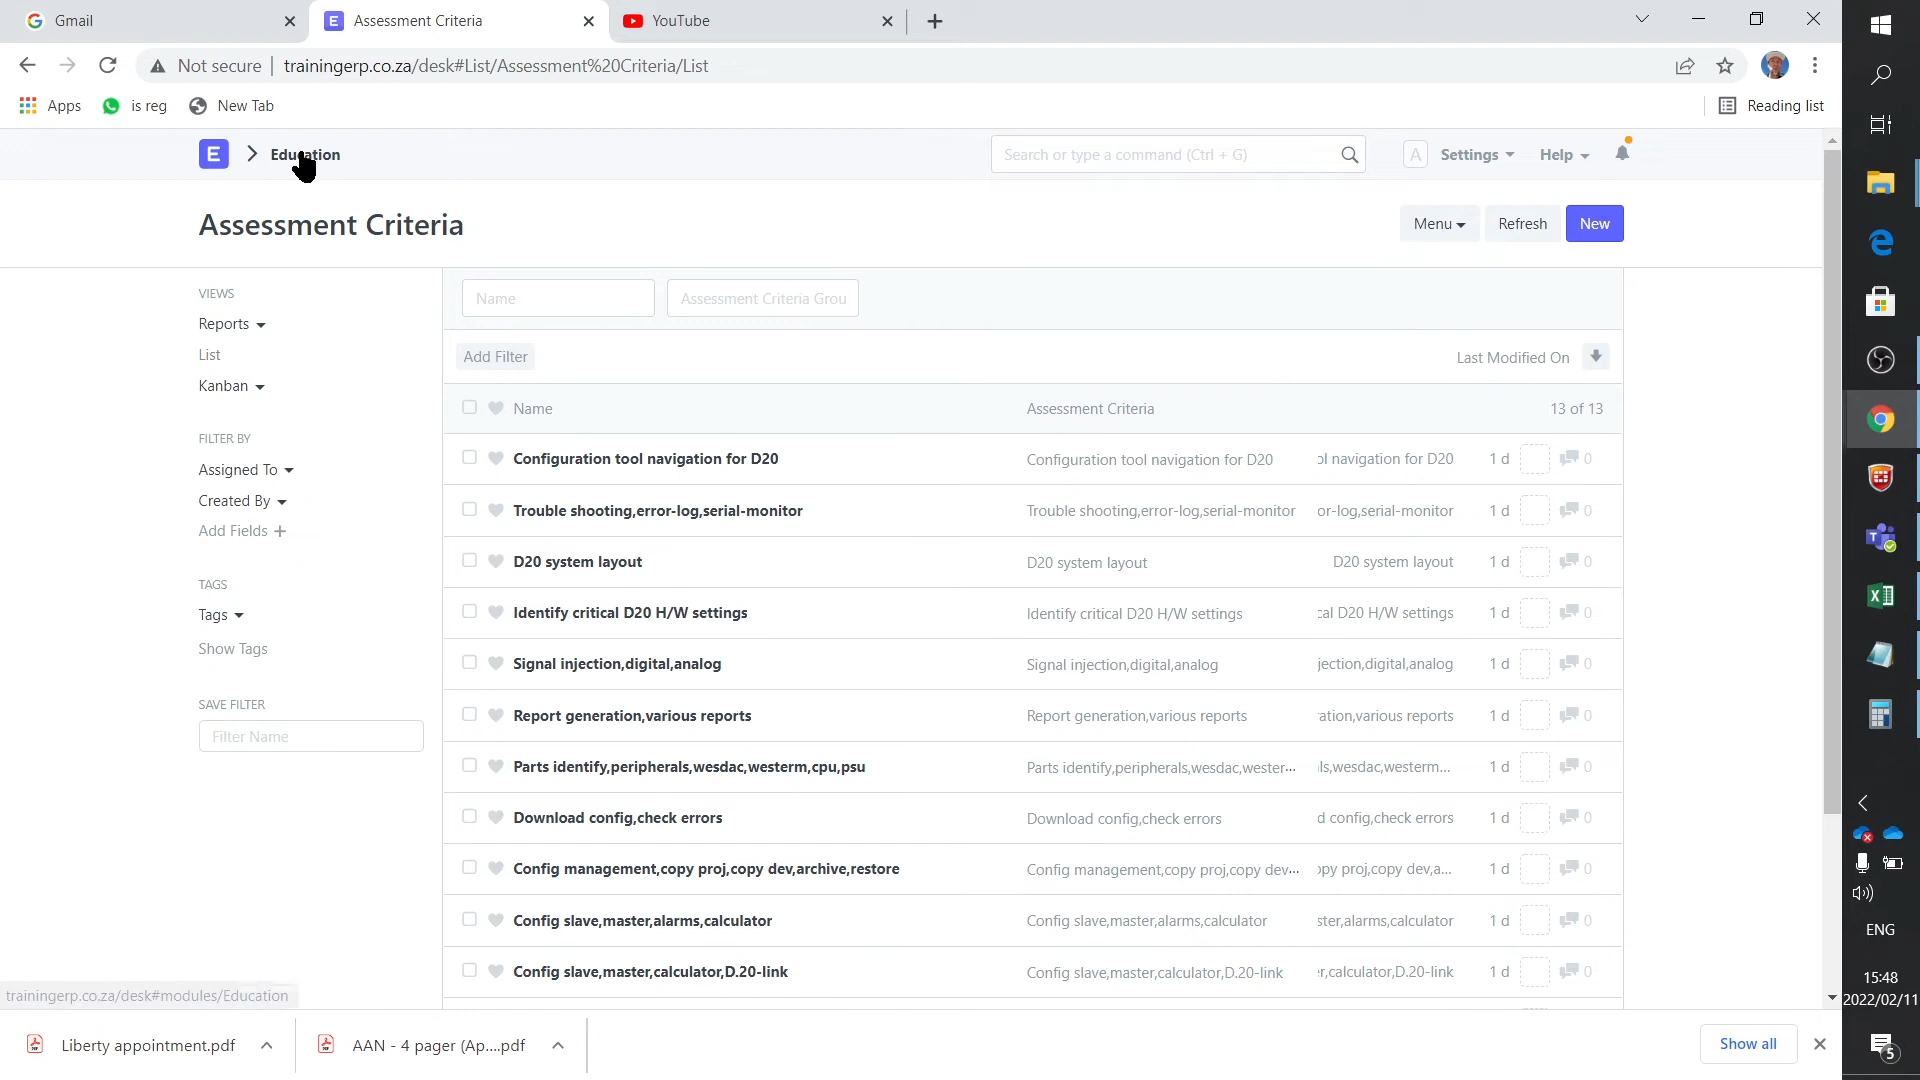 Gmail
Assessment Criteria
YouTube
Not secure
trainingerp.co.za/desk#List/Assessment%20Criteria/List
Apps
is reg
New Tab
Reading list
E
Education
Search or type a command (Ctrl + G)
A
Settings
Help
Assessment Criteria
Menu
Refresh
New
VIEWS
Reports
List
Kanban
FILTER BY
Assigned To
Created By
Add Fields
TAGS
Tags
Show Tags
SAVE FILTER
Filter Name
Name
Assessment Criteria Grou
Add Filter
Last Modified On
Name Assessment Criteria 13 of 13
Configuration tool navigation for D20 Configuration tool navigation for D20 ol navigation for D20 1 d 0
Trouble shooting,error-log,serial-monitor Trouble shooting,error-log,serial-monitor or-log,serial-monitor 1 d 0
D20 system layout D20 system layout D20 system layout 1 d 0
Identify critical D20 H/W settings Identify critical D20 H/W settings cal D20 H/W settings 1 d 0
Signal injection,digital,analog Signal injection,digital,analog jection,digital,analog 1 d 0
Report generation,various reports Report generation,various reports ration,various reports 1 d 0
Parts identify,peripherals,wesdac,westerm,cpu,psu Parts identify,peripherals,wesdac,wester... ls,wesdac,westerm... 1 d 0
Download config,check errors Download config,check errors d config,check errors 1 d 0
Config management,copy proj,copy dev,archive,restore Config management,copy proj,copy dev... opy proj,copy dev,a... 1 d 0
Config slave,master,alarms,calculator Config slave,master,alarms,calculator ster,alarms,calculator 1 d 0
Config slave,master,calculator,D.20-link Config slave,master,calculator,D.20-link r,calculator,D.20-link 1 d 0
trainingerp.co.za/desk#modules/Education
Liberty appointment.pdf
AAN - 4 pager (Ap....pdf
Show all
ENG
15:48
2022/02/11
5